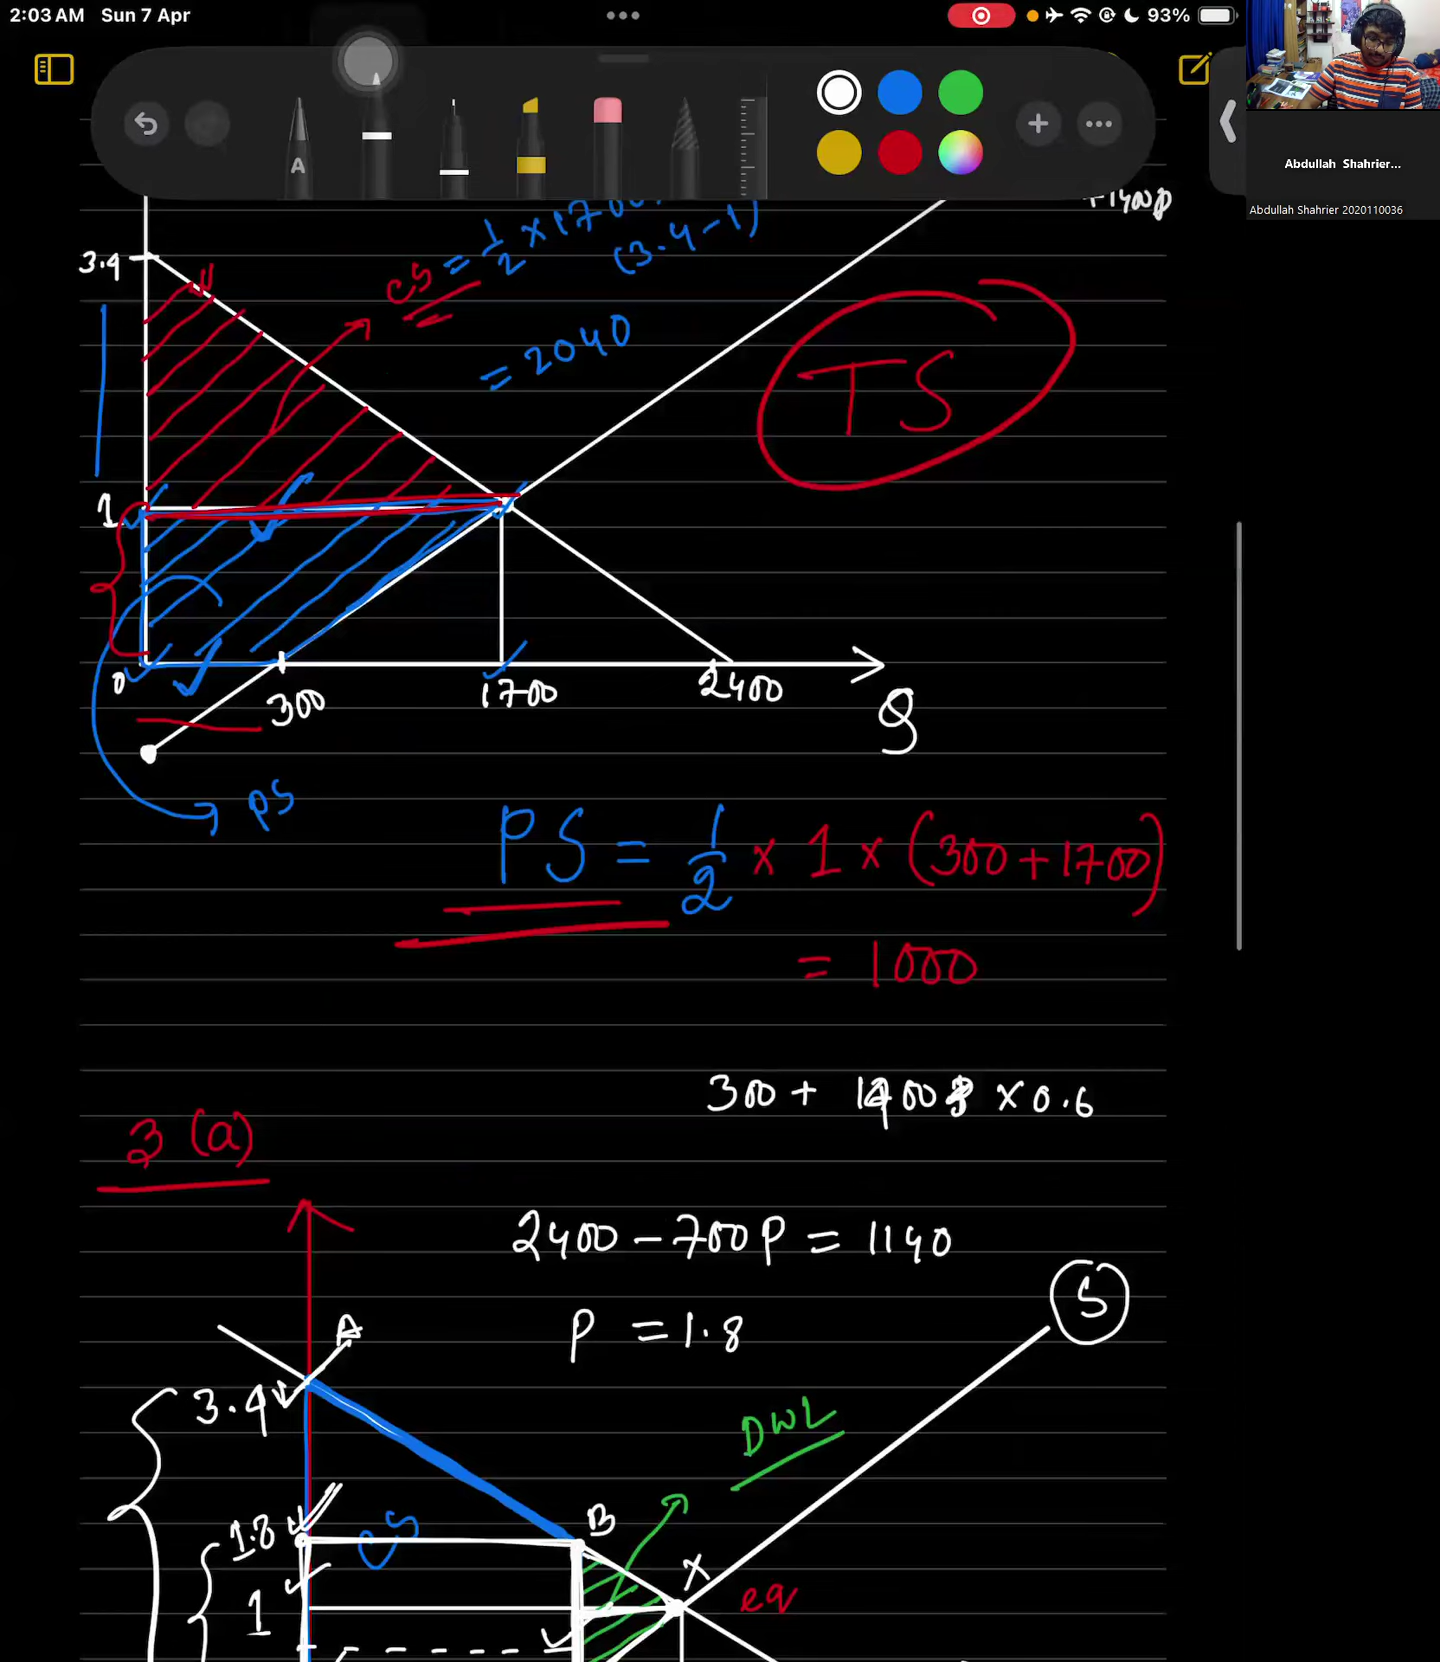 2:03 AM Sun 7 Apr
93%
A
Abdullah Shahrier...
Abdullah Shahrier 2020110036
+1400p
CS = 1/2 × 1700
(3.4-1)
3.4
= 2040
TS
1
0
300
1700
2400
Q
PS
PS = 1/2 × 1 × (300+1700)
= 1000
300 + 1400 × 0.6
3 (a)
2400 - 700P = 1140
S
A
P = 1.8
3.4
DWL
1.8
CS
B
X
1
eq